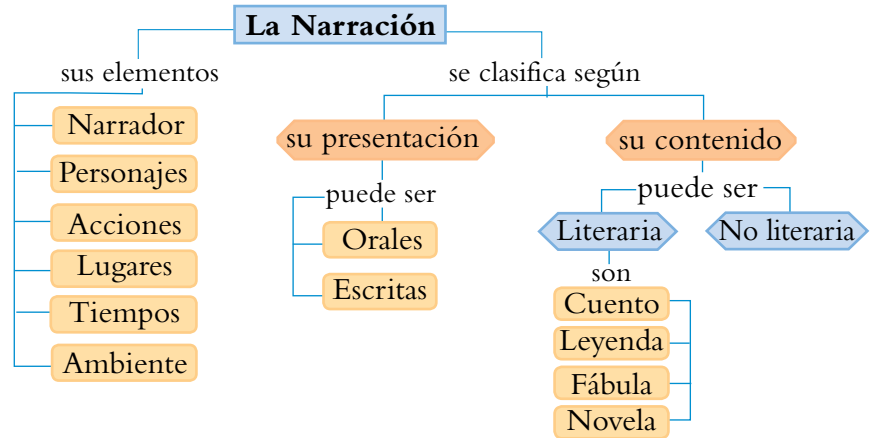 La Narración
sus elementos
Narrador
Personajes
Acciones
Lugares
Tiempos
Ambiente
se clasifica según
su presentación
puede ser
Orales
Escritas
su contenido
puede ser
Literaria
No literaria
son
Cuento
Leyenda
Fábula
Novela